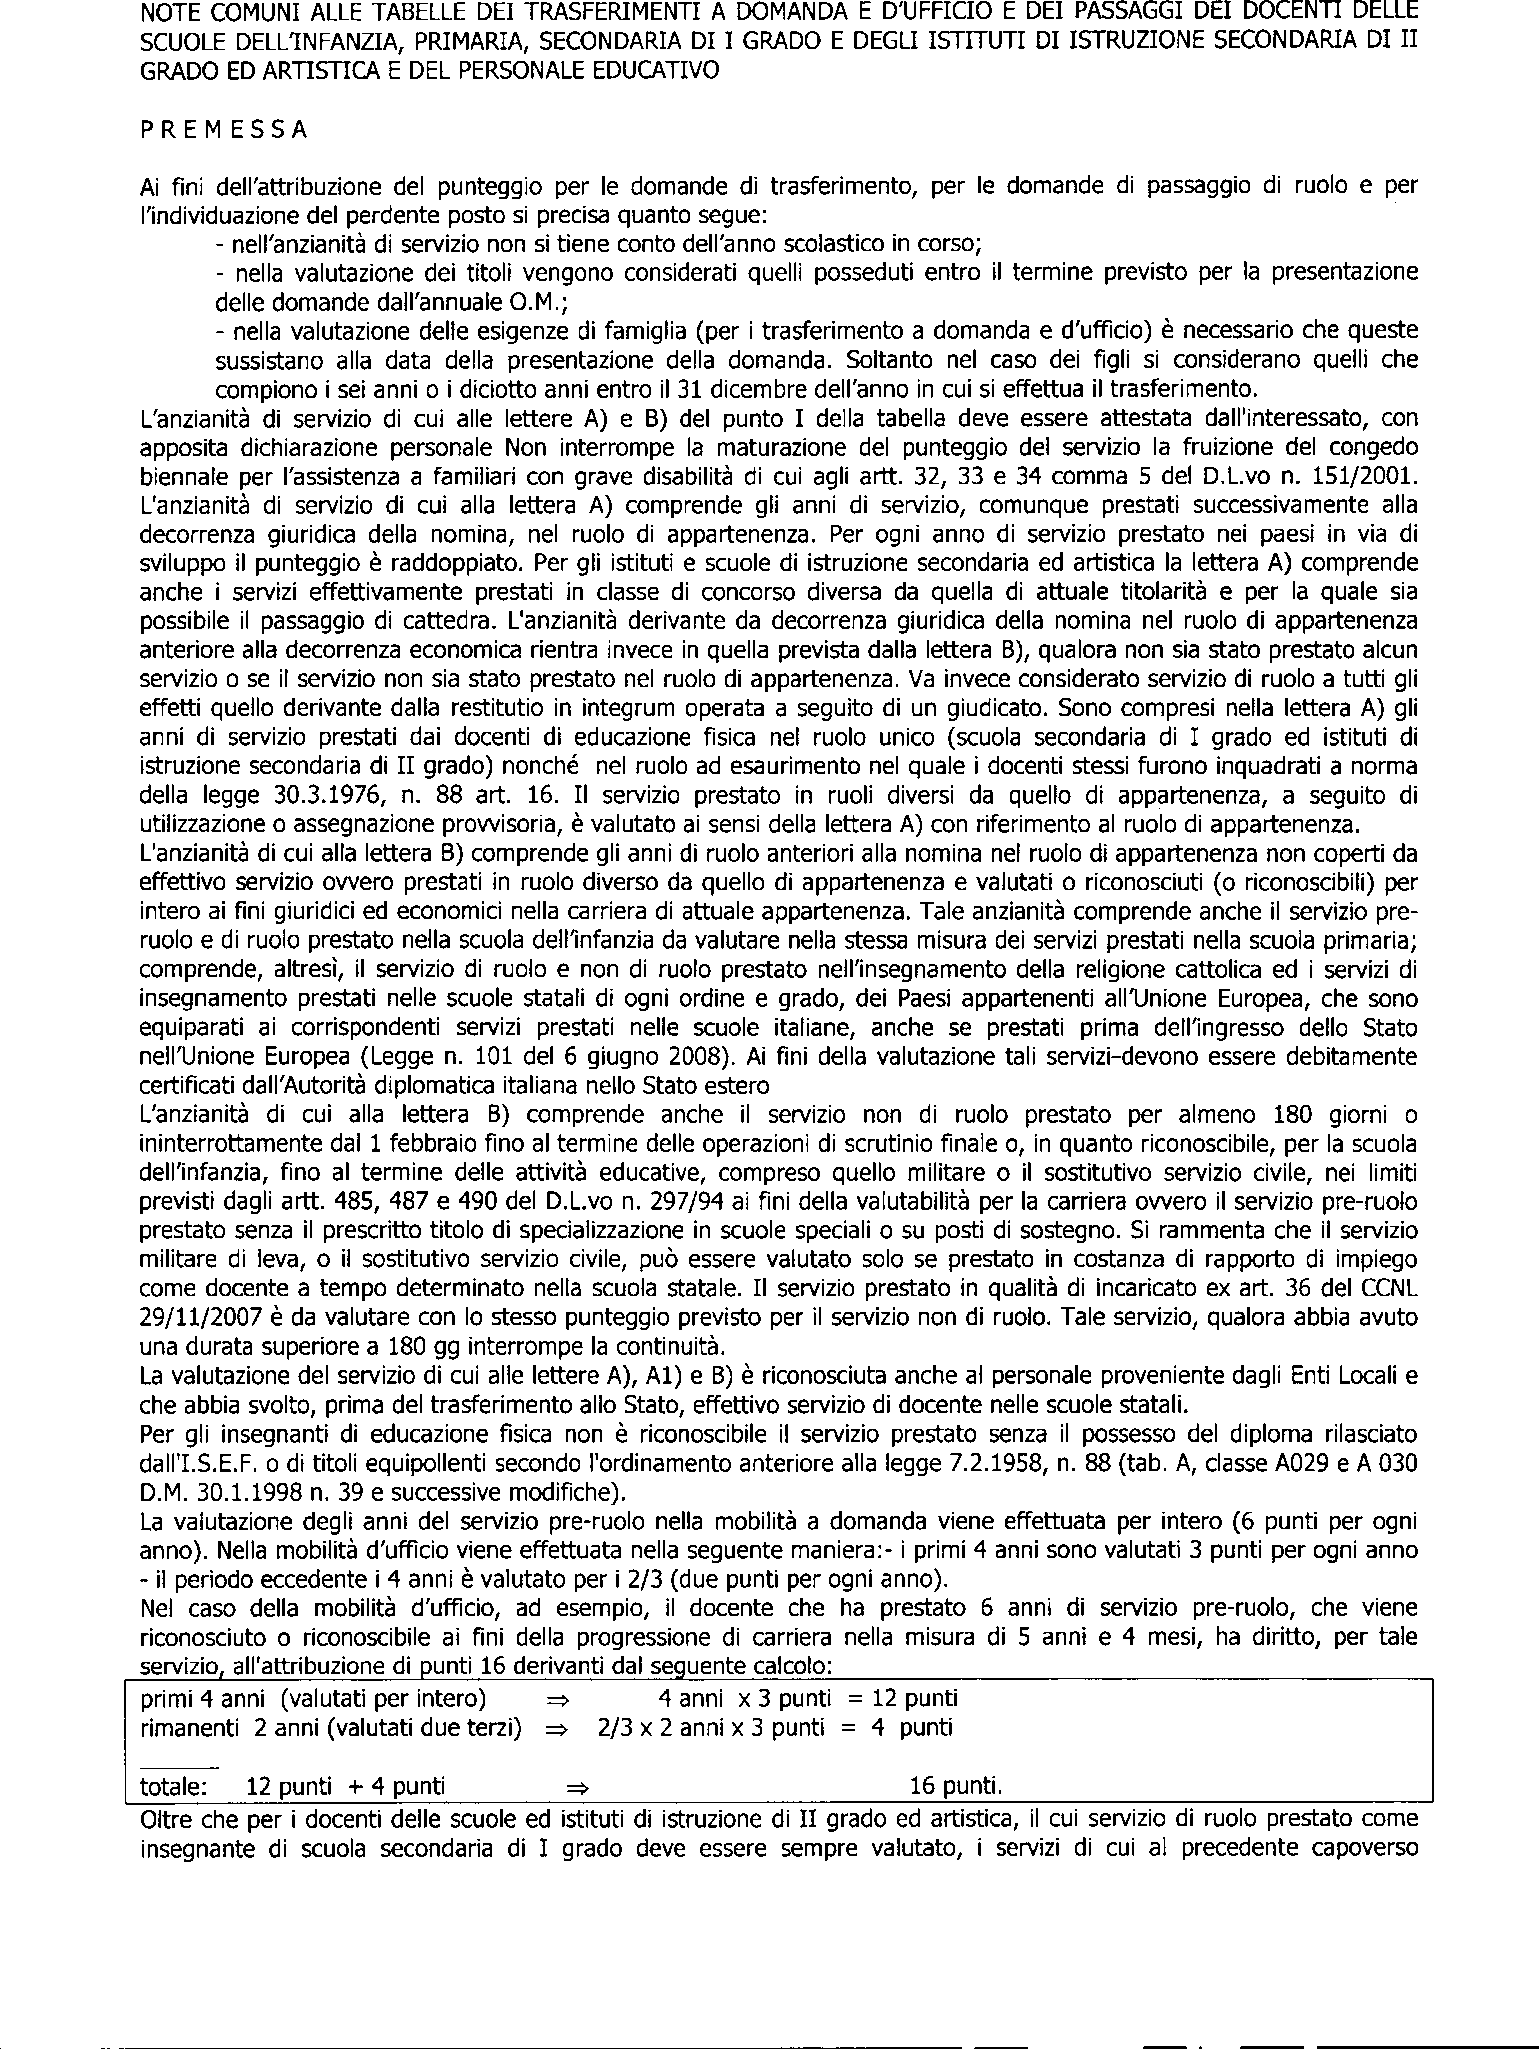 NOTE COMUNI ALLE TABELLE DEI TRASFERIMENTI A DOMANDA E D'UFFICIO E DEI PASSAGGI DEI DOCENTI DELLE
SCUOLE DELL'INFANZIA, PRIMARIA, SECONDARIA DI I GRADO E DEGLI ISTITUTI DI ISTRUZIONE SECONDARIA DI II
GRADO ED ARTISTICA E DEL PERSONALE EDUCATIVO
P R E M E S S A
Ai fini dell'attribuzione del punteggio per le domande di trasferimento, per le domande di passaggio di ruolo e per
l'individuazione del perdente posto si precisa quanto segue:
- nell'anzianità di servizio non si tiene conto dell'anno scolastico in corso;
- nella valutazione dei titoli vengono considerati quelli posseduti entro il termine previsto per la presentazione
delle domande dall'annuale O.M.;
- nella valutazione delle esigenze di famiglia (per i trasferimento a domanda e d'ufficio) è necessario che queste
sussistano alla data della presentazione della domanda. Soltanto nel caso dei figli si considerano quelli che
compiono i sei anni o i diciotto anni entro il 31 dicembre dell'anno in cui si effettua il trasferimento.
L'anzianità di servizio di cui alle lettere A) e B) del punto I della tabella deve essere attestata dall'interessato, con
apposita dichiarazione personale Non interrompe la maturazione del punteggio del servizio la fruizione del congedo
biennale per l'assistenza a familiari con grave disabilità di cui agli artt. 32, 33 e 34 comma 5 del D.L.vo n. 151/2001.
L'anzianità di servizio di cui alla lettera A) comprende gli anni di servizio, comunque prestati successivamente alla
decorrenza giuridica della nomina, nel ruolo di appartenenza. Per ogni anno di servizio prestato nei paesi in via di
sviluppo il punteggio è raddoppiato. Per gli istituti e scuole di istruzione secondaria ed artistica la lettera A) comprende
anche i servizi effettivamente prestati in classe di concorso diversa da quella di attuale titolarità e per la quale sia
possibile il passaggio di cattedra. L'anzianità derivante da decorrenza giuridica della nomina nel ruolo di appartenenza
anteriore alla decorrenza economica rientra invece in quella prevista dalla lettera B), qualora non sia stato prestato alcun
servizio o se il servizio non sia stato prestato nel ruolo di appartenenza. Va invece considerato servizio di ruolo a tutti gli
effetti quello derivante dalla restitutio in integrum operata a seguito di un giudicato. Sono compresi nella lettera A) gli
anni di servizio prestati dai docenti di educazione fisica nel ruolo unico (scuola secondaria di I grado ed istituti di
istruzione secondaria di II grado) nonché nel ruolo ad esaurimento nel quale i docenti stessi furono inquadrati a norma
della legge 30.3.1976, n. 88 art. 16. Il servizio prestato in ruoli diversi da quello di appartenenza, a seguito di
utilizzazione o assegnazione provvisoria, è valutato ai sensi della lettera A) con riferimento al ruolo di appartenenza.
L'anzianità di cui alla lettera B) comprende gli anni di ruolo anteriori alla nomina nel ruolo di appartenenza non coperti da
effettivo servizio ovvero prestati in ruolo diverso da quello di appartenenza e valutati o riconosciuti (o riconoscibili) per
intero ai fini giuridici ed economici nella carriera di attuale appartenenza. Tale anzianità comprende anche il servizio pre-
ruolo e di ruolo prestato nella scuola dell'infanzia da valutare nella stessa misura dei servizi prestati nella scuola primaria;
comprende, altresì, il servizio di ruolo e non di ruolo prestato nell'insegnamento della religione cattolica ed i servizi di
insegnamento prestati nelle scuole statali di ogni ordine e grado, dei Paesi appartenenti all'Unione Europea, che sono
equiparati ai corrispondenti servizi prestati nelle scuole italiane, anche se prestati prima dell'ingresso dello Stato
nell'Unione Europea (Legge n. 101 del 6 giugno 2008). Ai fini della valutazione tali servizi-devono essere debitamente
certificati dall'Autorità diplomatica italiana nello Stato estero
L'anzianità di cui alla lettera B) comprende anche il servizio non di ruolo prestato per almeno 180 giorni o
ininterrottamente dal 1 febbraio fino al termine delle operazioni di scrutinio finale o, in quanto riconoscibile, per la scuola
dell'infanzia, fino al termine delle attività educative, compreso quello militare o il sostitutivo servizio civile, nei limiti
previsti dagli artt. 485, 487 e 490 del D.L.vo n. 297/94 ai fini della valutabilità per la carriera ovvero il servizio pre-ruolo
prestato senza il prescritto titolo di specializzazione in scuole speciali o su posti di sostegno. Si rammenta che il servizio
militare di leva, o il sostitutivo servizio civile, può essere valutato solo se prestato in costanza di rapporto di impiego
come docente a tempo determinato nella scuola statale. Il servizio prestato in qualità di incaricato ex art. 36 del CCNL
29/11/2007 è da valutare con lo stesso punteggio previsto per il servizio non di ruolo. Tale servizio, qualora abbia avuto
una durata superiore a 180 gg interrompe la continuità.
La valutazione del servizio di cui alle lettere A), A1) e B) è riconosciuta anche al personale proveniente dagli Enti Locali e
che abbia svolto, prima del trasferimento allo Stato, effettivo servizio di docente nelle scuole statali.
Per gli insegnanti di educazione fisica non è riconoscibile il servizio prestato senza il possesso del diploma rilasciato
dall'I.S.E.F. o di titoli equipollenti secondo l'ordinamento anteriore alla legge 7.2.1958, n. 88 (tab. A, classe A029 e A 030
D.M. 30.1.1998 n. 39 e successive modifiche).
La valutazione degli anni del servizio pre-ruolo nella mobilità a domanda viene effettuata per intero (6 punti per ogni
anno). Nella mobilità d'ufficio viene effettuata nella seguente maniera:- i primi 4 anni sono valutati 3 punti per ogni anno
- il periodo eccedente i 4 anni è valutato per i 2/3 (due punti per ogni anno).
Nel caso della mobilità d'ufficio, ad esempio, il docente che ha prestato 6 anni di servizio pre-ruolo, che viene
riconosciuto o riconoscibile ai fini della progressione di carriera nella misura di 5 anni e 4 mesi, ha diritto, per tale
servizio, all'attribuzione di punti 16 derivanti dal seguente calcolo:
primi 4 anni (valutati per intero) ⇒ 4 anni x 3 punti = 12 punti
rimanenti 2 anni (valutati due terzi) ⇒ 2/3 x 2 anni x 3 punti = 4 punti
totale: 12 punti + 4 punti ⇒ 16 punti.
Oltre che per i docenti delle scuole ed istituti di istruzione di II grado ed artistica, il cui servizio di ruolo prestato come
insegnante di scuola secondaria di I grado deve essere sempre valutato, i servizi di cui al precedente capoverso